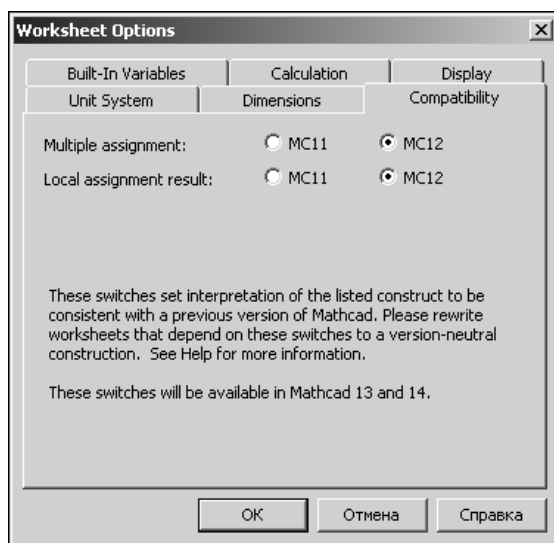 Worksheet Options
Built-In Variables Calculation Display
Unit System Dimensions Compatibility
Multiple assignment: MC11 MC12
Local assignment result: MC11 MC12
These switches set interpretation of the listed construct to be
consistent with a previous version of Mathcad. Please rewrite
worksheets that depend on these switches to a version-neutral
construction. See Help for more information.
These switches will be available in Mathcad 13 and 14.
ОК Отмена Справка